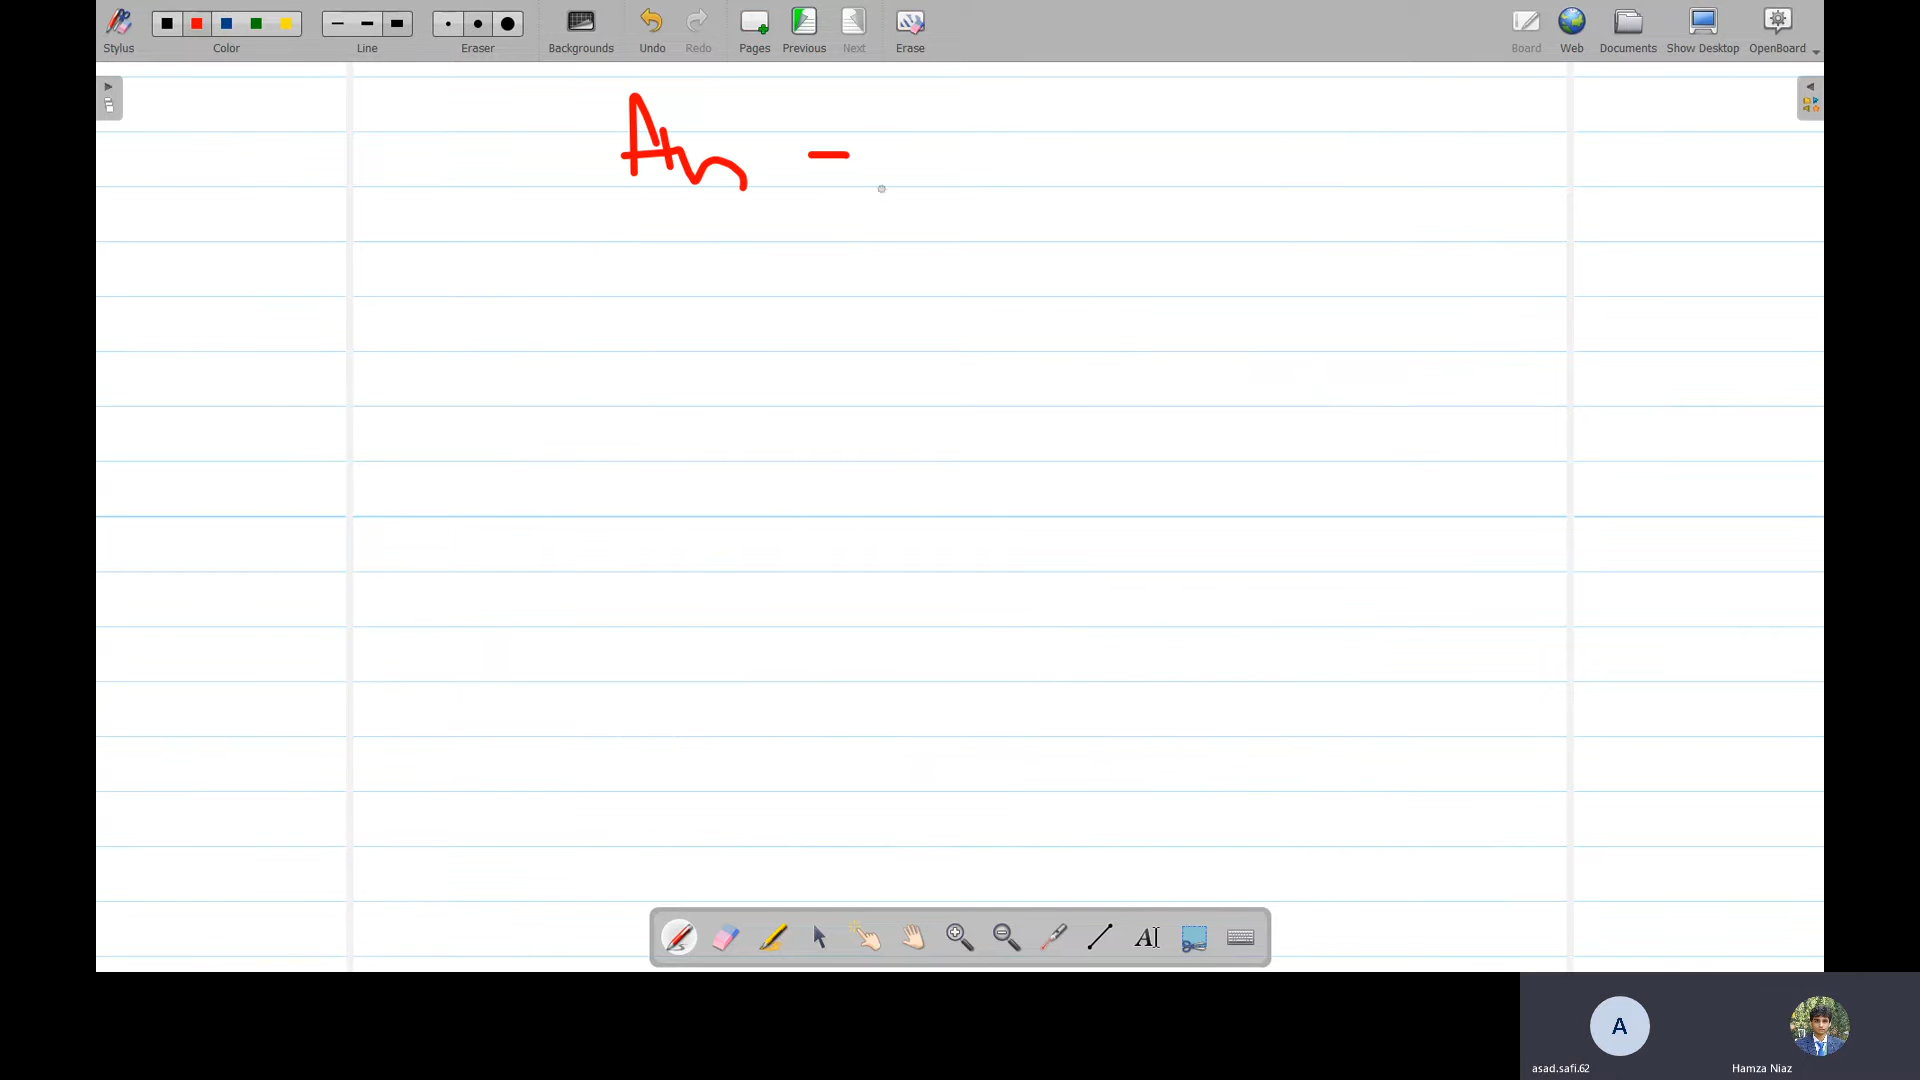 Stylus Color Line Eraser Backgrounds Undo Redo Pages Previous Next Erase Board Web Documents Show Desktop OpenBoard
An -
A
asad.safi.62 Hamza Niaz